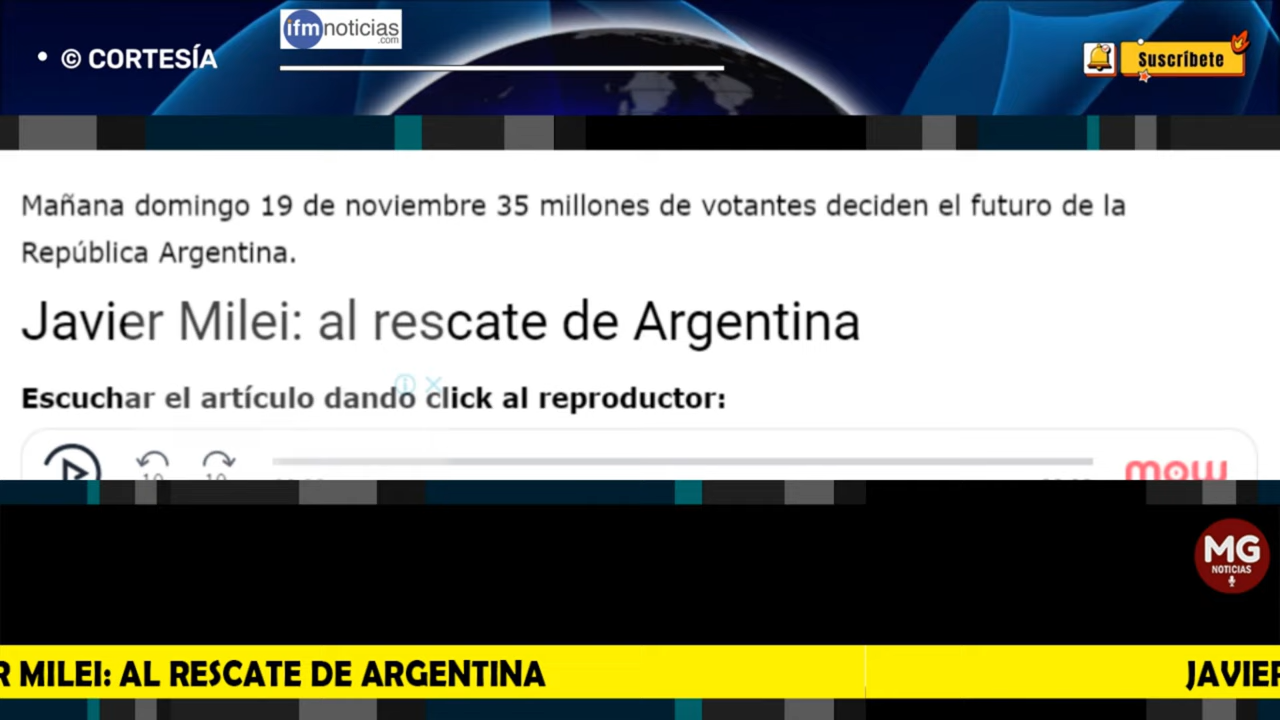 • © CORTESÍA
ifmnoticias
.com
Suscríbete
Mañana domingo 19 de noviembre 35 millones de votantes deciden el futuro de la
República Argentina.
Javier Milei: al rescate de Argentina
Escuchar el artículo dando click al reproductor:
mow
MG
NOTICIAS
R MILEI: AL RESCATE DE ARGENTINA
JAVIER